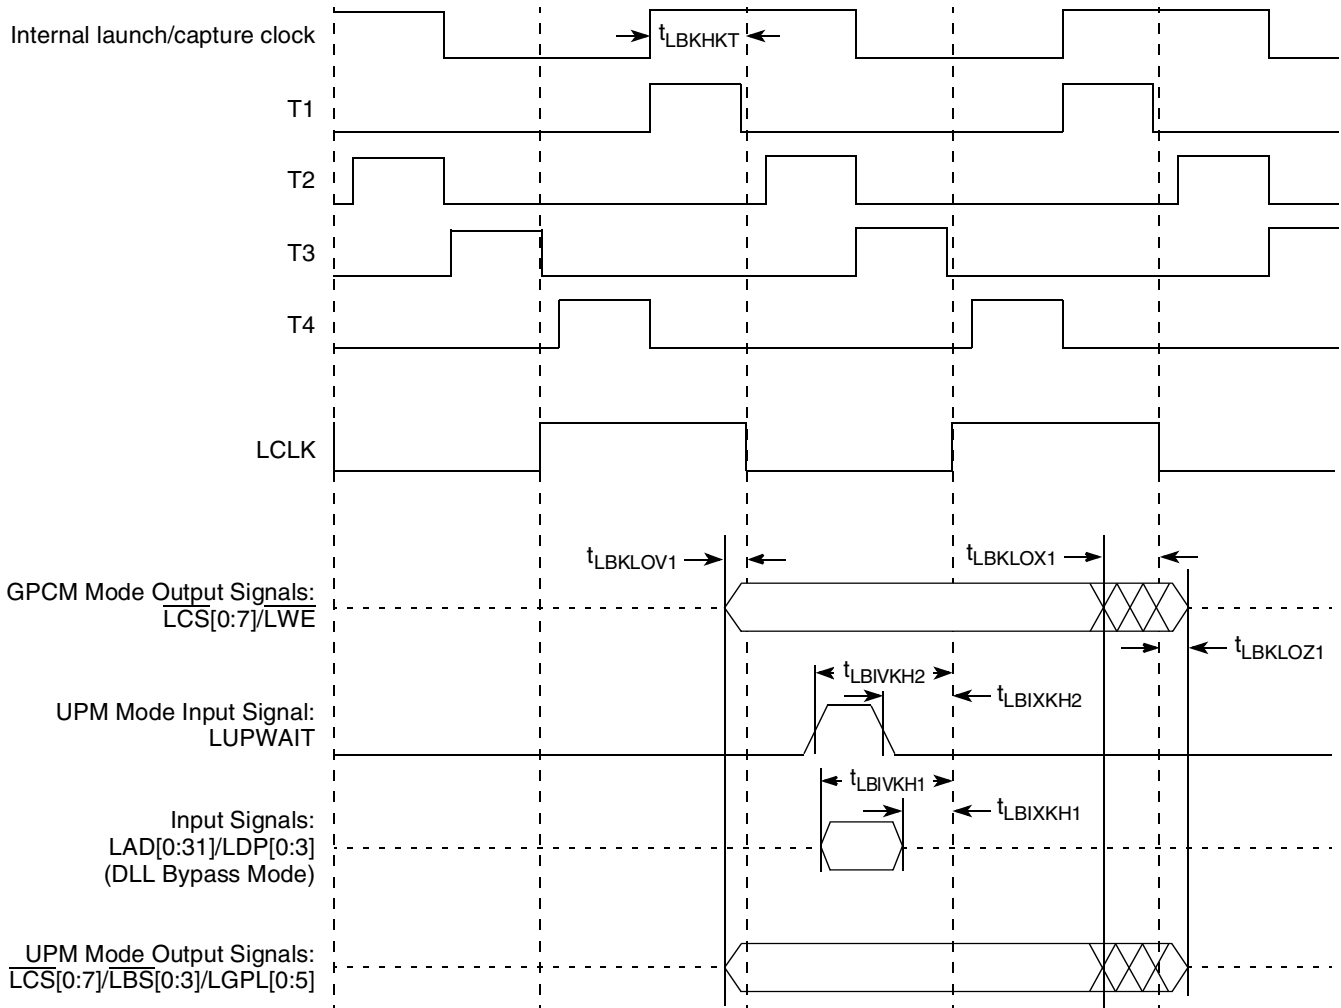 Internal launch/capture clock
tLBKHKT
T1
T2
T3
T4
LCLK
tLBKLOV1
tLBKLOX1
GPCM Mode Output Signals:
LCS[0:7]/LWE
tLBKLOZ1
tLBIVKH2
tLBIXKH2
UPM Mode Input Signal:
LUPWAIT
tLBIVKH1
tLBIXKH1
Input Signals:
LAD[0:31]/LDP[0:3]
(DLL Bypass Mode)
UPM Mode Output Signals:
LCS[0:7]/LBS[0:3]/LGPL[0:5]